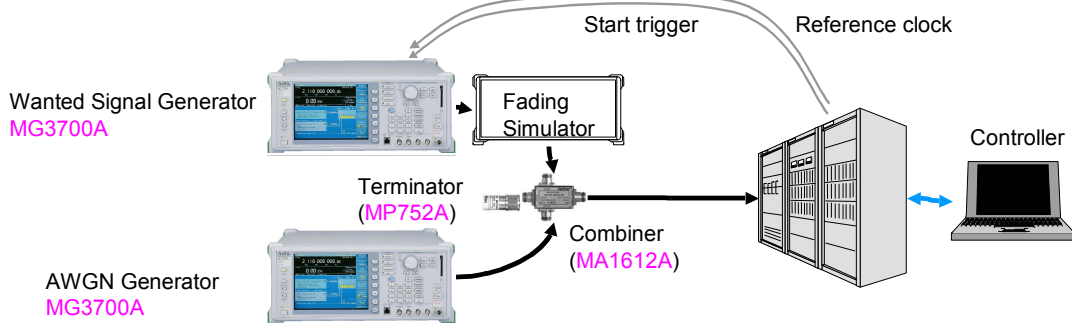 Start trigger
Reference clock
Wanted Signal Generator
MG3700A
Fading
Simulator
Controller
Terminator
(MP752A)
Combiner
(MA1612A)
AWGN Generator
MG3700A